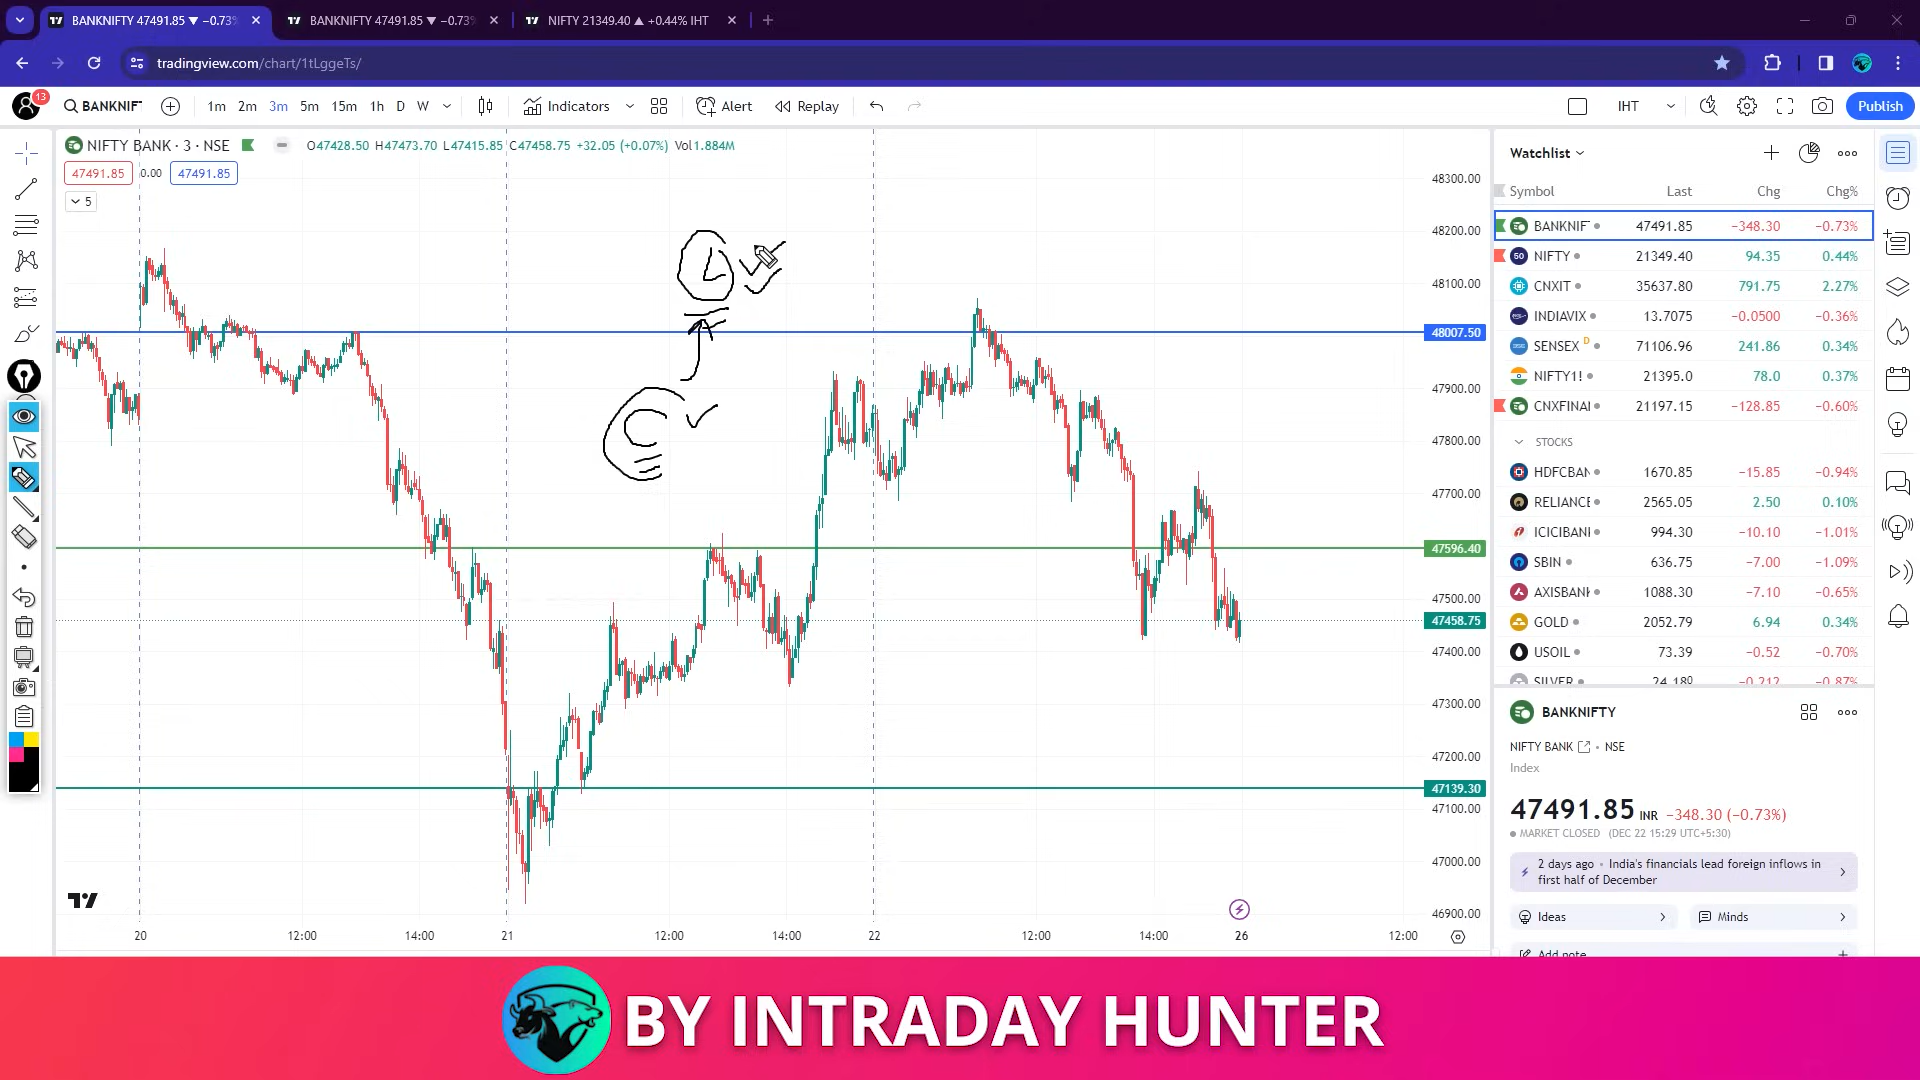 BANKNIFTY 47491.85 ▼ −0.73%
BANKNIFTY 47491.85 ▼ −0.73%
NIFTY 21349.40 ▲ +0.44% IHT
tradingview.com/chart/1tLggeTs/
13
BANKNIF
1m 2m 3m 5m 15m 1h D W
Indicators
Alert
Replay
IHT
Publish
NIFTY BANK · 3 · NSE
O47428.50 H47473.70 L47415.85 C47458.75 +32.05 (+0.07%) Vol1.884M
47491.85 0.00 47491.85
5
L
C
48300.00
48200.00
48100.00
48007.50
47900.00
47800.00
47700.00
47596.40
47500.00
47458.75
47400.00
47300.00
47200.00
47139.30
47100.00
47000.00
46900.00
20 12:00 14:00 21 12:00 14:00 22 12:00 14:00 26 12:00
Watchlist
Symbol Last Chg Chg%
BANKNIF 47491.85 −348.30 −0.73%
50 NIFTY 21349.40 94.35 0.44%
CNXIT 35637.80 791.75 2.27%
INDIAVIX 13.7075 −0.0500 −0.36%
SENSEX D 71106.96 241.86 0.34%
NIFTY1! 21395.0 78.0 0.37%
CNXFINAI 21197.15 −128.85 −0.60%
STOCKS
HDFCBAN 1670.85 −15.85 −0.94%
RELIANCE 2565.05 2.50 0.10%
ICICIBANI 994.30 −10.10 −1.01%
SBIN 636.75 −7.00 −1.09%
AXISBANK 1088.30 −7.10 −0.65%
GOLD 2052.79 6.94 0.34%
USOIL 73.39 −0.52 −0.70%
SILVER 24.180 −0.212 −0.87%
BANKNIFTY
NIFTY BANK · NSE
Index
47491.85 INR −348.30 (−0.73%)
MARKET CLOSED (DEC 22 15:29 UTC+5:30)
2 days ago · India's financials lead foreign inflows in
first half of December
Ideas
Minds
Add note
BY INTRADAY HUNTER